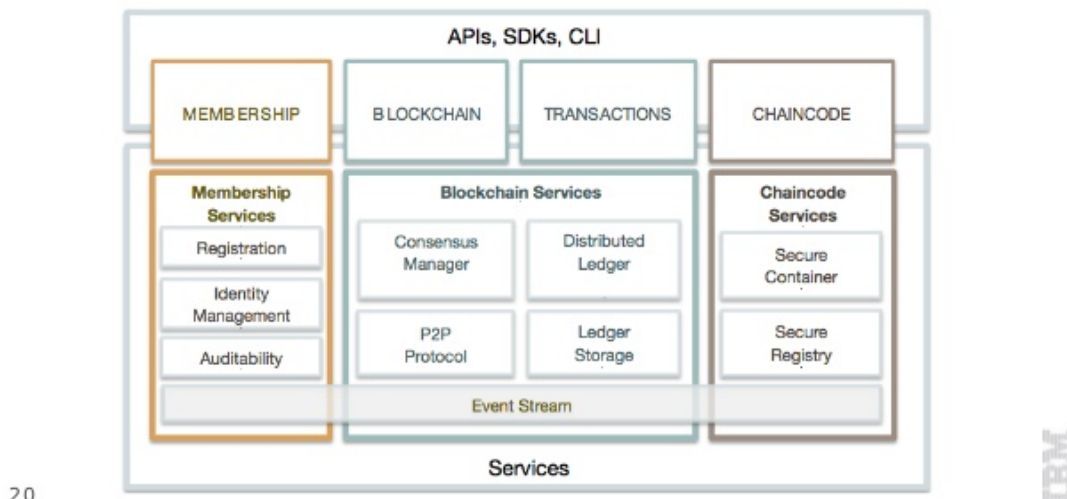 APIs, SDKs, CLI
MEMBERSHIP
BLOCKCHAIN
TRANSACTIONS
CHAINCODE
Membership
Services
Registration
Identity
Management
Auditability
Blockchain Services
Consensus
Manager
Distributed
Ledger
P2P
Protocol
Ledger
Storage
Chaincode
Services
Secure
Container
Secure
Registry
Event Stream
Services
20
IBM